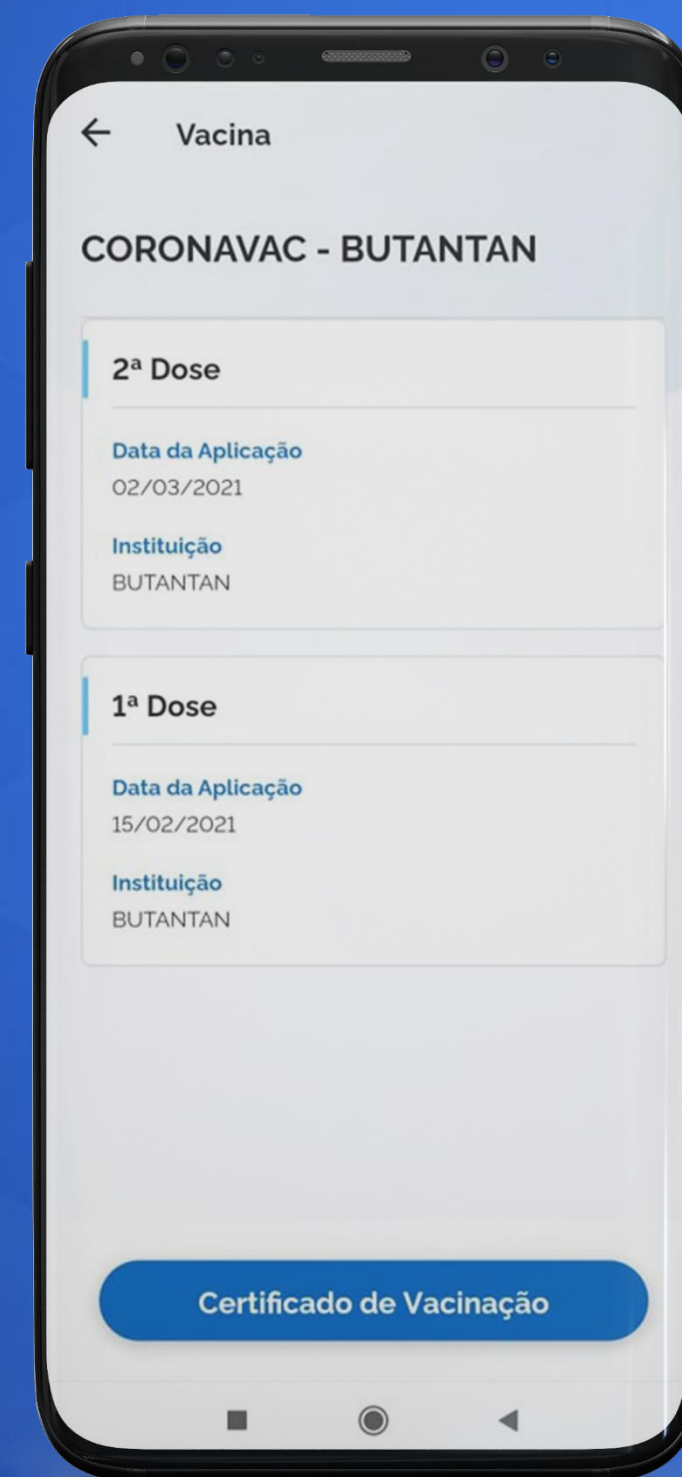 Vacina
CORONAVAC - BUTANTAN
2ª Dose
Data da Aplicação
02/03/2021
Instituição
BUTANTAN
1ª Dose
Data da Aplicação
15/02/2021
Instituição
BUTANTAN
Certificado de Vacinação